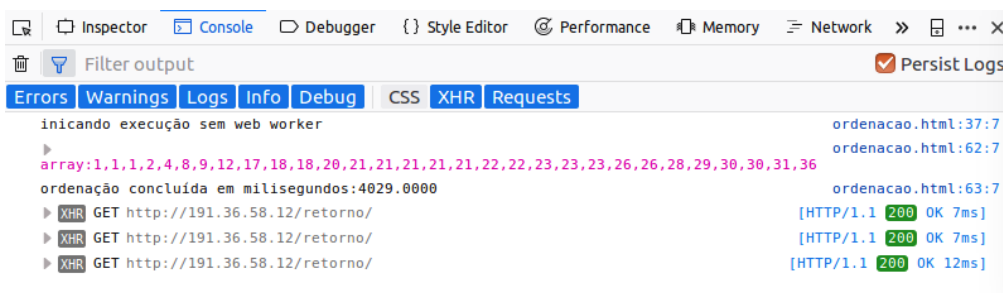 Inspector Console Debugger {} Style Editor Performance Memory Network » ••• ×
Filter output Persist Logs
Errors Warnings Logs Info Debug CSS XHR Requests
inicando execução sem web worker ordenacao.html:37:7
ordenacao.html:62:7
array:1,1,1,2,4,8,9,12,17,18,18,20,21,21,21,21,21,22,22,23,23,23,26,26,28,29,30,30,31,36
ordenação concluída em milisegundos:4029.0000 ordenacao.html:63:7
XHR GET http://191.36.58.12/retorno/ [HTTP/1.1 200 OK 7ms]
XHR GET http://191.36.58.12/retorno/ [HTTP/1.1 200 OK 7ms]
XHR GET http://191.36.58.12/retorno/ [HTTP/1.1 200 OK 12ms]